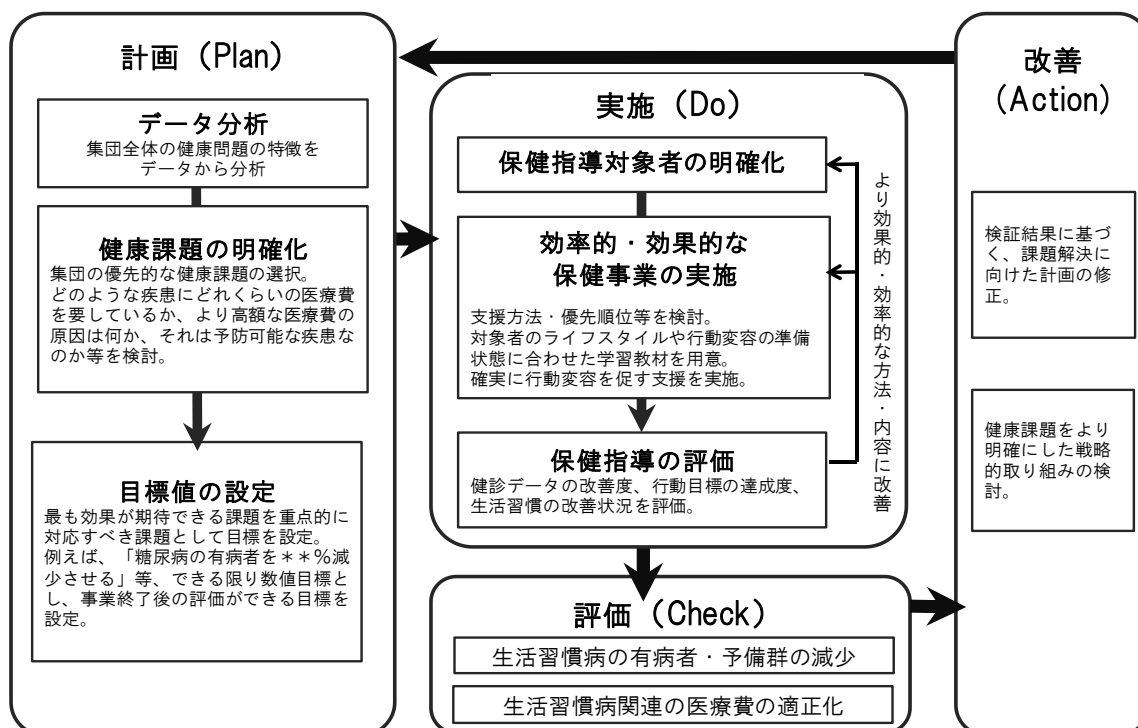 計画（Plan）
データ分析
集団全体の健康問題の特徴を
データから分析
健康課題の明確化
集団の優先的な健康課題の選択。
どのような疾患にどれくらいの医療費
を要しているか、より高額な医療費の
原因は何か、それは予防可能な疾患な
のか等を検討。
目標値の設定
最も効果が期待できる課題を重点的に
対応すべき課題として目標を設定。
例えば、「糖尿病の有病者を＊＊％減
少させる」等、できる限り数値目標と
し、事業終了後の評価ができる目標を
設定。
実施（Do）
保健指導対象者の明確化
効率的・効果的な
保健事業の実施
支援方法・優先順位等を検討。
対象者のライフスタイルや行動変容の準備
状態に合わせた学習教材を用意。
確実に行動変容を促す支援を実施。
保健指導の評価
健診データの改善度、行動目標の達成度、
生活習慣の改善状況を評価。
より効果的・効率的な方法・内容に改善
評価（Check）
生活習慣病の有病者・予備群の減少
生活習慣病関連の医療費の適正化
改善
（Action）
検証結果に基づ
く、課題解決に
向けた計画の修
正。
健康課題をより
明確にした戦略
的取り組みの検
討。